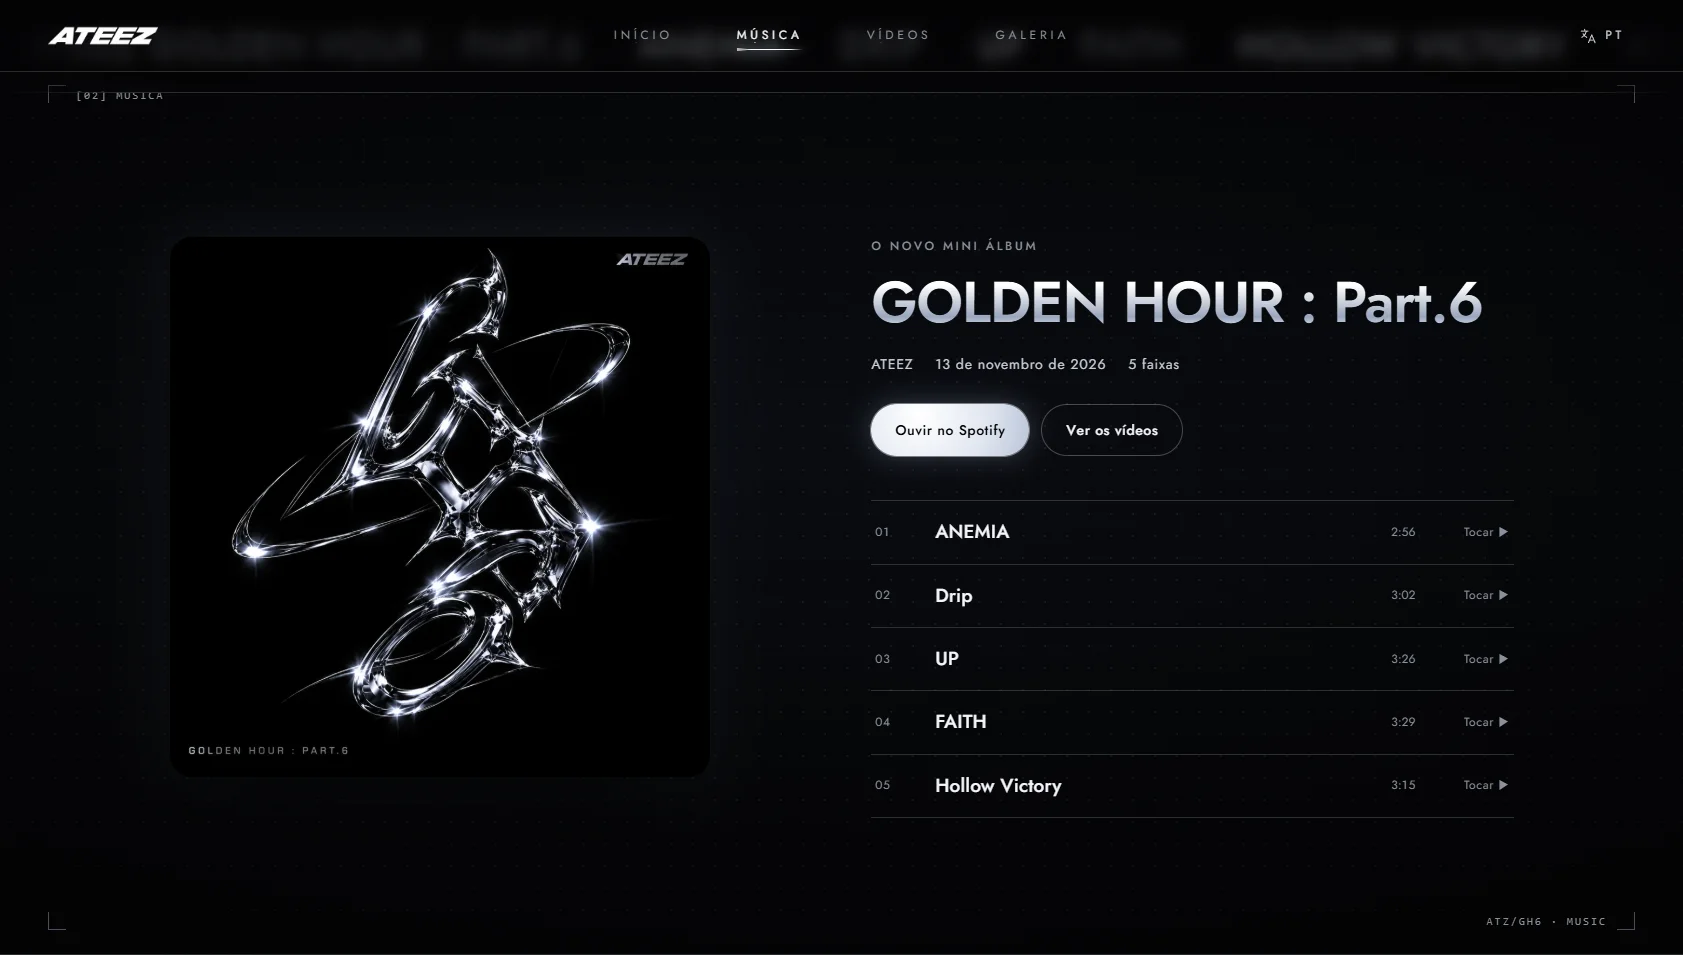 ATEEZ
INÍCIO
MÚSICA
VÍDEOS
GALERIA
PT
[02] MÚSICA
ATEEZ
GOLDEN HOUR : PART.6
O NOVO MINI ÁLBUM
GOLDEN HOUR : Part.6
ATEEZ 13 de novembro de 2026 5 faixas
Ouvir no Spotify
Ver os vídeos
01 ANEMIA 2:56 Tocar ▶
02 Drip 3:02 Tocar ▶
03 UP 3:26 Tocar ▶
04 FAITH 3:29 Tocar ▶
05 Hollow Victory 3:15 Tocar ▶
ATZ/GH6 · MUSIC